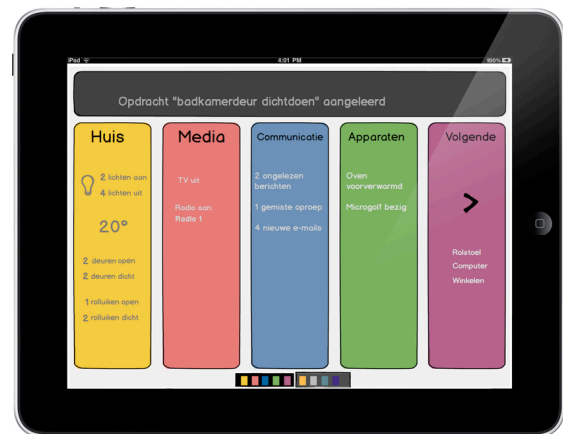 iPad
4:01 PM
100%
Opdracht "badkamerdeur dichtdoen" aangeleerd
Huis
2 lichten aan
4 lichten uit
20°
2 deuren open
2 deuren dicht
1 rolluiken open
2 rolluiken dicht
Media
TV uit
Radio aan:
Radio 1
Communicatie
2 ongelezen
berichten
1 gemiste oproep
4 nieuwe e-mails
Apparaten
Oven
voorverwarmd
Microgolf bezig
Volgende
>
Rolstoel
Computer
Winkelen